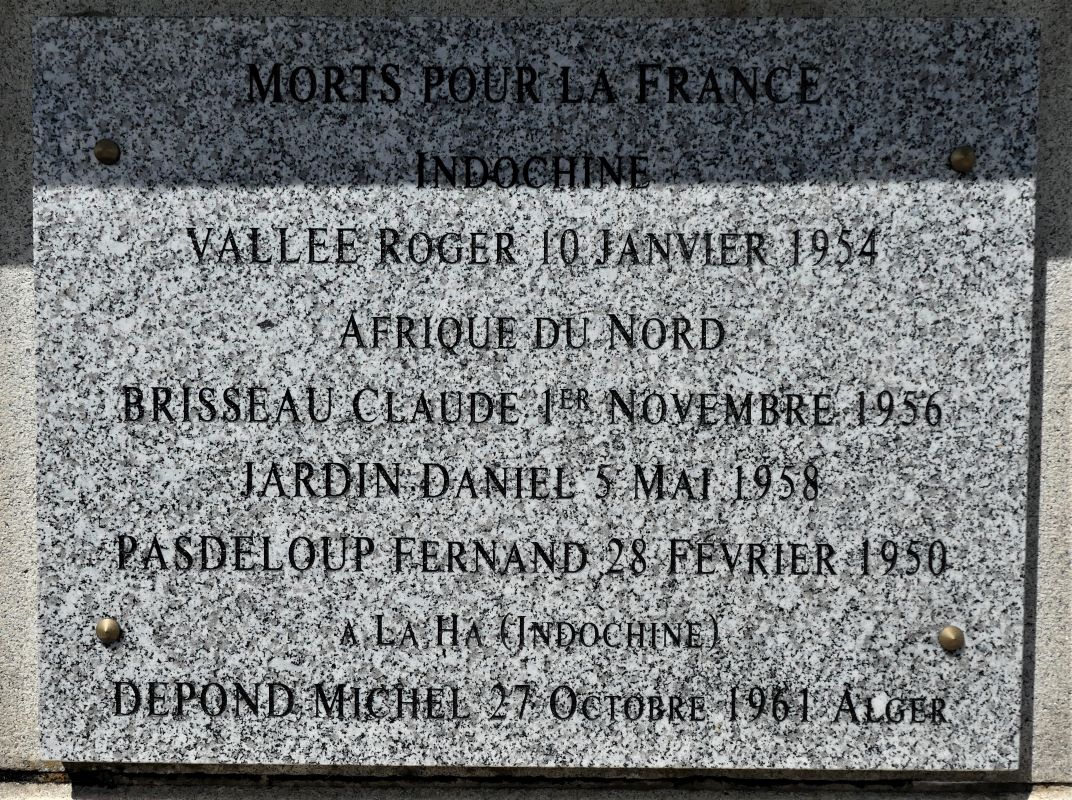 MORTS POUR LA FRANCE
INDOCHINE
VALLEE ROGER 10 JANVIER 1954
AFRIQUE DU NORD
BRISSEAU CLAUDE 1ER NOVEMBRE 1956
JARDIN DANIEL 5 MAI 1958
PASDELOUP FERNAND 28 FÉVRIER 1950
A LA HA (INDOCHINE)
DEPOND MICHEL 27 OCTOBRE 1961 ALGER